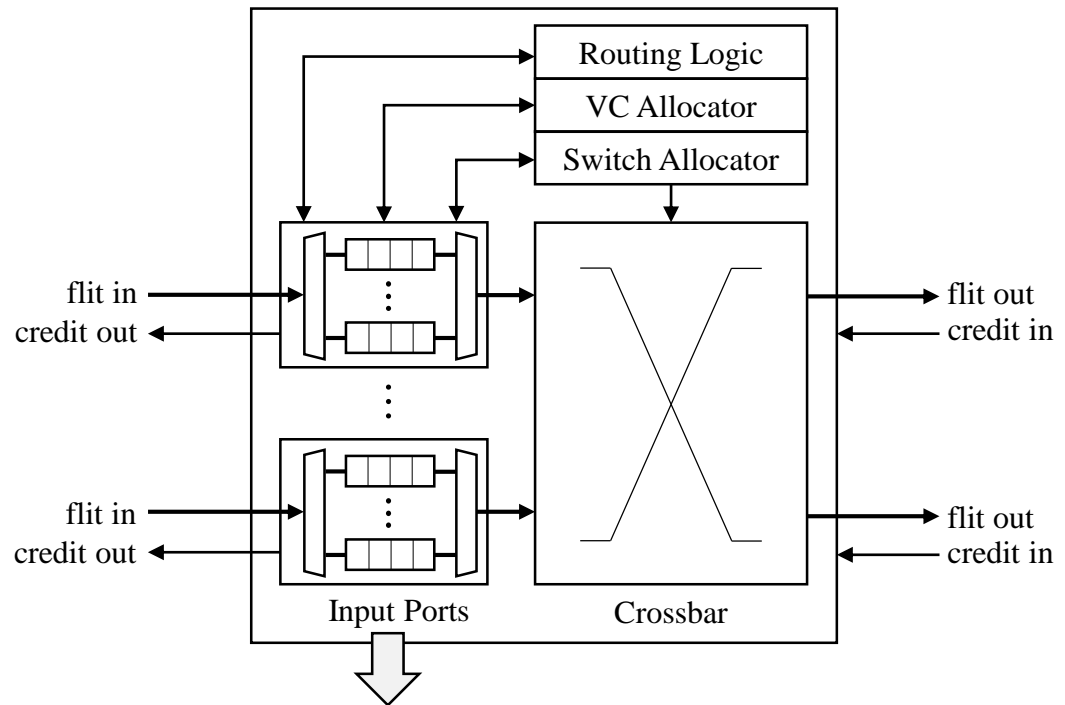 Routing Logic
VC Allocator
Switch Allocator
flit in
credit out
flit out
credit in
flit in
credit out
flit out
credit in
Input Ports
Crossbar